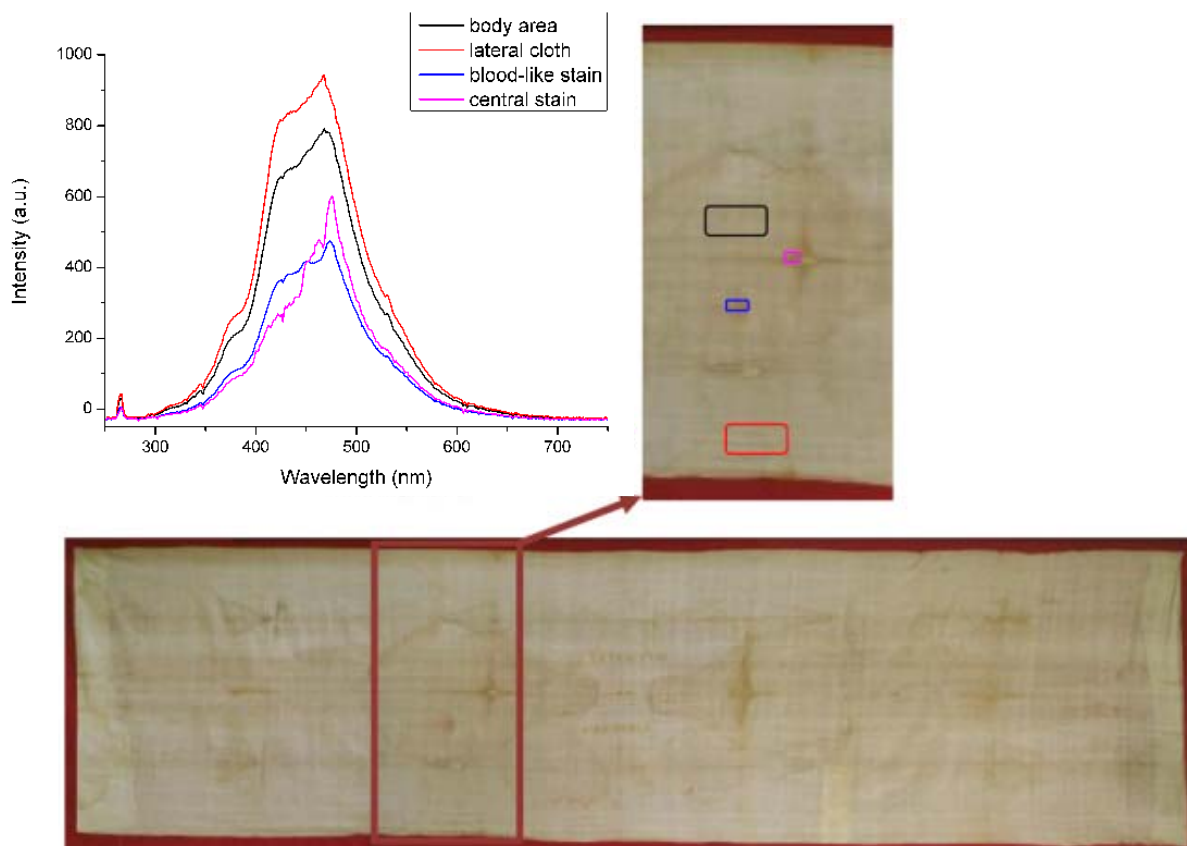 body area
lateral cloth
blood-like stain
central stain
1000
800
600
400
200
0
Intensity (a.u.)
300 400 500 600 700
Wavelength (nm)